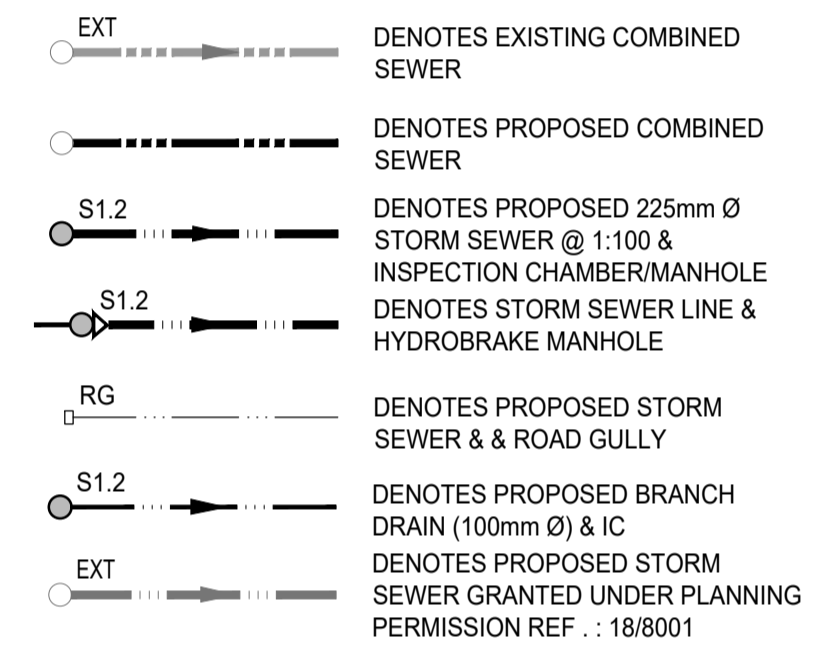 EXT
DENOTES EXISTING COMBINED
SEWER
DENOTES PROPOSED COMBINED
SEWER
S1.2
DENOTES PROPOSED 225mm Ø
STORM SEWER @ 1:100 &
INSPECTION CHAMBER/MANHOLE
S1.2
DENOTES STORM SEWER LINE &
HYDROBRAKE MANHOLE
RG
DENOTES PROPOSED STORM
SEWER & & ROAD GULLY
S1.2
DENOTES PROPOSED BRANCH
DRAIN (100mm Ø) & IC
EXT
DENOTES PROPOSED STORM
SEWER GRANTED UNDER PLANNING
PERMISSION REF . : 18/8001